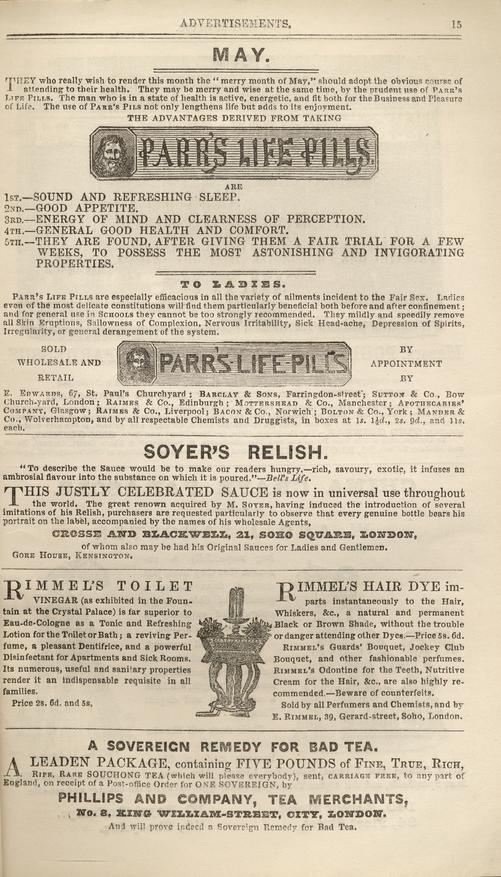 ADVERTISEMENTS. 15
MAY.
THEY who really wish to render this month the "merry month of May," should adopt the obvious course of
attending to their health. They may be merry and wise at the same time, by the prudent use of PARR'S
LIFE PILLS. The man who is in a state of health is active, energetic, and fit both for the Business and Pleasure
of Life. The use of PARR'S PILS not only lengthens life but adds to its enjoyment.
THE ADVANTAGES DERIVED FROM TAKING
PARR'S LIFE PILLS.
ARE
1ST.—SOUND AND REFRESHING SLEEP.
2ND.—GOOD APPETITE.
3RD.—ENERGY OF MIND AND CLEARNESS OF PERCEPTION.
4TH.—GENERAL GOOD HEALTH AND COMFORT.
5TH.—THEY ARE FOUND, AFTER GIVING THEM A FAIR TRIAL FOR A FEW
WEEKS, TO POSSESS THE MOST ASTONISHING AND INVIGORATING
PROPERTIES.
TO LADIES.
PARR'S LIFE PILLS are especially efficacious in all the variety of ailments incident to the Fair Sex. Ladies
even of the most delicate constitutions will find them particularly beneficial both before and after confinement;
and for general use in SCHOOLS they cannot be too strongly recommended. They mildly and speedily remove
all Skin Eruptions, Sallowness of Complexion, Nervous Irritability, Sick Head-ache, Depression of Spirits,
Irregularity, or general derangement of the system.
SOLD
WHOLESALE AND
RETAIL
PARR'S·LIFE·PILLS
BY
APPOINTMENT
BY
E. EDWARDS, 67, St. Paul's Churchyard; BARCLAY & SONS, Farringdon-street; SUTTON & Co., Bow
Church-yard, London; RAIMES & Co., Edinburgh; MOTTERSHEAD & Co., Manchester; APOTHECARIES'
COMPANY, Glasgow; RAIMES & Co., Liverpool; BACON & Co., Norwich; BOLTON & Co., York; MANDER &
Co., Wolverhampton, and by all respectable Chemists and Druggists, in boxes at 1s. 1½d., 2s. 9d., and 11s.
each.
SOYER'S RELISH.
"To describe the Sauce would be to make our readers hungry,—rich, savoury, exotic, it infuses an
ambrosial flavour into the substance on which it is poured."—Bell's Life.
THIS JUSTLY CELEBRATED SAUCE is now in universal use throughout
the world. The great renown acquired by M. SOYER, having induced the introduction of several
imitations of his Relish, purchasers are requested particularly to observe that every genuine bottle bears his
portrait on the label, accompanied by the names of his wholesale Agents,
CROSSE AND BLACKWELL, 21, SOHO SQUARE, LONDON,
of whom also may be had his Original Sauces for Ladies and Gentlemen.
GORE HOUSE, KENSINGTON.
RIMMEL'S TOILET
VINEGAR (as exhibited in the Foun-
tain at the Crystal Palace) is far superior to
Eau-de-Cologne as a Tonic and Refreshing
Lotion for the Toilet or Bath; a reviving Per-
fume, a pleasant Dentifrice, and a powerful
Disinfectant for Apartments and Sick Rooms.
Its numerous, useful and sanitary properties
render it an indispensable requisite in all
families.
Price 2s. 6d. and 5s,
RIMMEL'S HAIR DYE im-
parts instantaneously to the Hair,
Whiskers, &c., a natural and permanent
Black or Brown Shade, without the trouble
or danger attending other Dyes.—Price 5s. 6d.
RIMMEL'S Guards' Bouquet, Jockey Club
Bouquet, and other fashionable perfumes.
RIMMEL'S Odontine for the Teeth, Nutritive
Cream for the Hair, &c., are also highly re-
commended.—Beware of counterfeits.
Sold by all Perfumers and Chemists, and by
E. RIMMEL, 39, Gerard-street, Soho, London.
A SOVEREIGN REMEDY FOR BAD TEA.
A LEADEN PACKAGE, containing FIVE POUNDS of FINE, TRUE, RICH,
RIPE, RARE SOUCHONG TEA (which will please everybody), sent, CARRIAGE FREE, to any part of
England, on receipt of a Post-office Order for ONE SOVEREIGN, by
PHILLIPS AND COMPANY, TEA MERCHANTS,
No. 8, KING WILLIAM-STREET, CITY, LONDON.
And will prove indeed a Sovereign Remedy for Bad Tea.